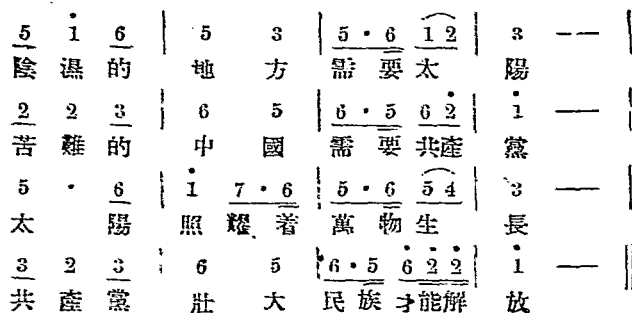 5 i 6 | 5 3 | 5 · 6 1 2 | 3 — —
陰濕的 地方 需要太陽
2 2 3 | 6 5 | 6 · 5 6 2 | i —
苦難的 中國 需要共產黨
5 · 6 | i 7 · 6 | 5 · 6 5 4 | 3 —
太陽 照耀着 萬物生長
3 2 3 | 6 5 | 6 · 5 6 2 2 | i —
共產黨 壯大 民族才能解放